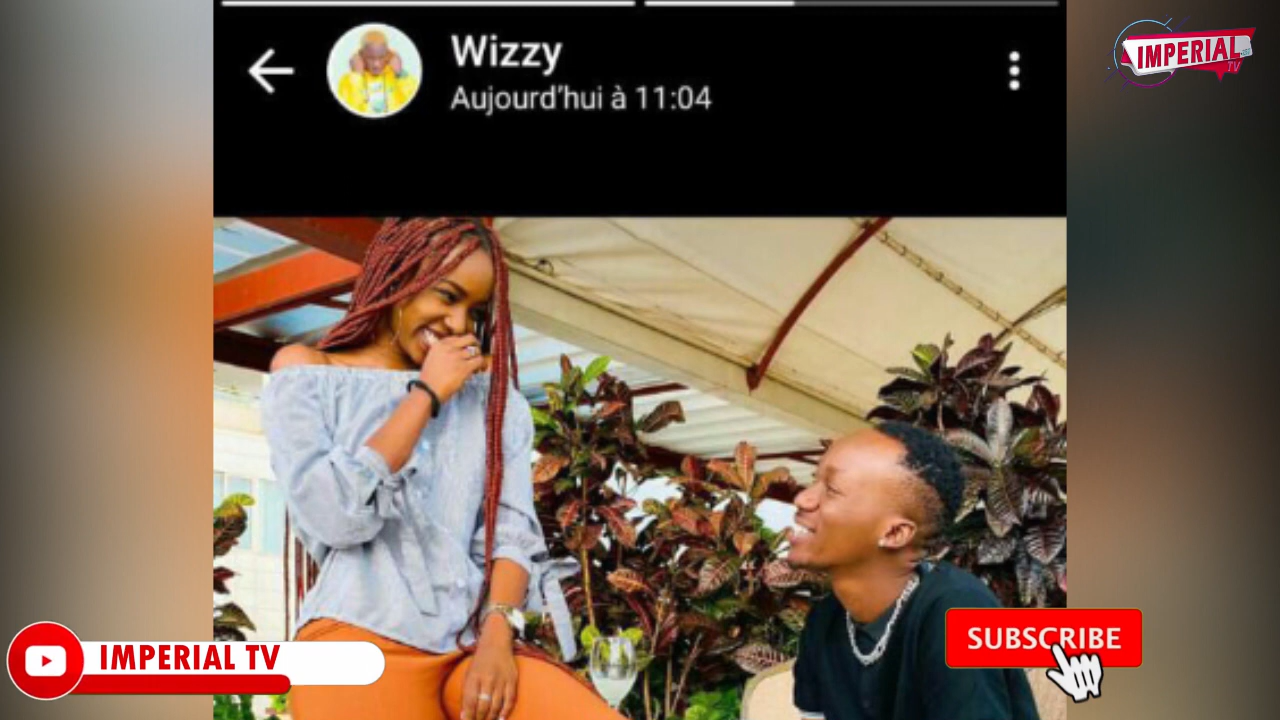 Wizzy
Aujourd'hui à 11:04
IMPERIAL
TV
IMPERIAL TV
SUBSCRIBE